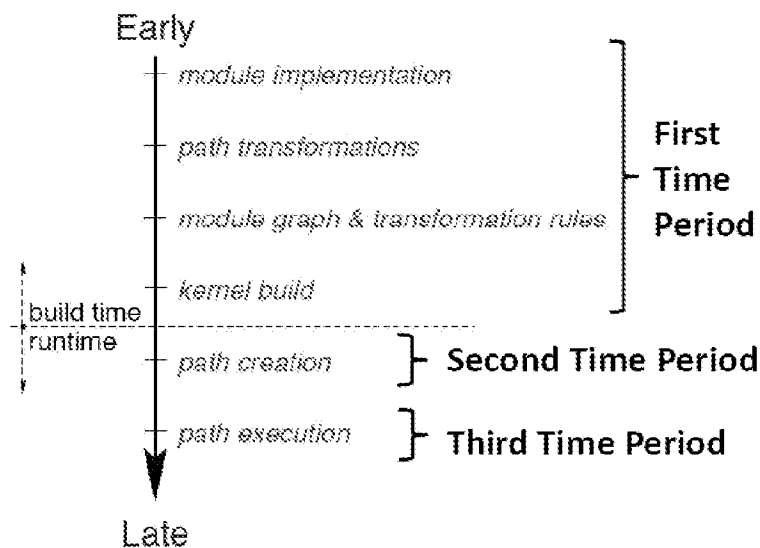 Early
module implementation
path transformations
module graph & transformation rules
kernel build
First
Time
Period
build time
runtime
path creation
Second Time Period
path execution
Third Time Period
Late